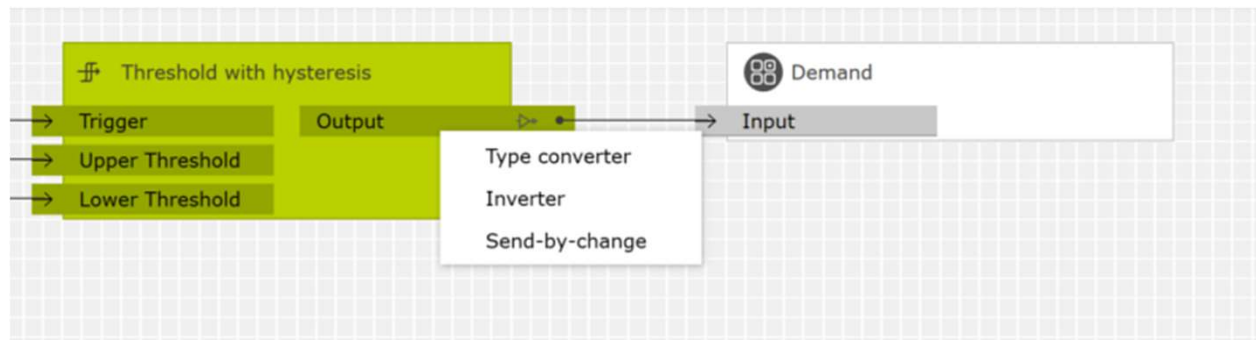 Threshold with hysteresis
Demand
Trigger
Output
Input
Upper Threshold
Lower Threshold
Type converter
Inverter
Send-by-change